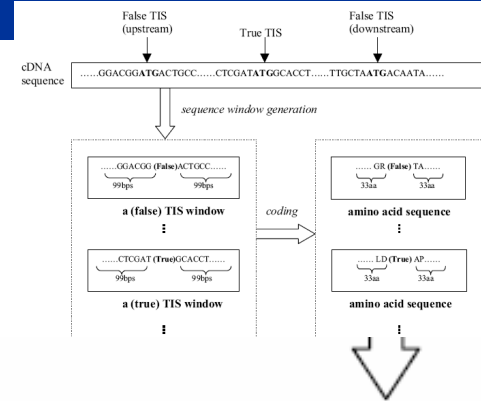 False TIS
(upstream)
True TIS
False TIS
(downstream)
cDNA
sequence
......GGACGGATGACTGCC......CTCGATATGGCACCT......TTGCTAATGACAATA......
sequence window generation
......GGACGG (False)ACTGCC......
99bps 99bps
a (false) TIS window
⋮
coding
...... GR (False) TA......
33aa 33aa
amino acid sequence
⋮
......CTCGAT (True)GCACCT......
99bps 99bps
a (true) TIS window
⋮
...... LD (True) AP......
33aa 33aa
amino acid sequence
⋮